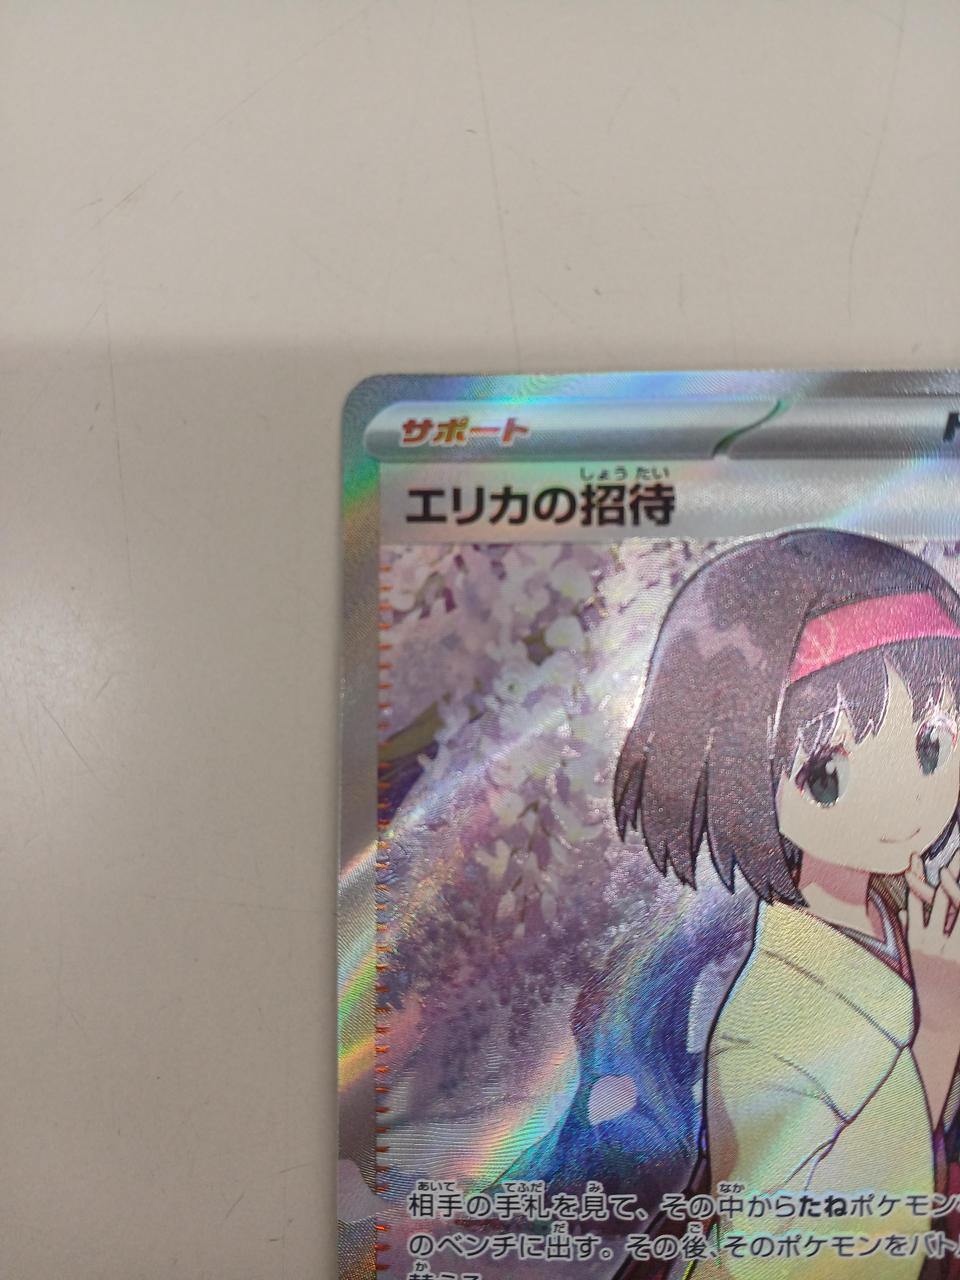 サポート
エリカの招待
しょうたい
相手の手札を見て、その中からたねポケモン
あいて てふだ み なか
のベンチに出す。その後、そのポケモンをバトル
だ ご
か